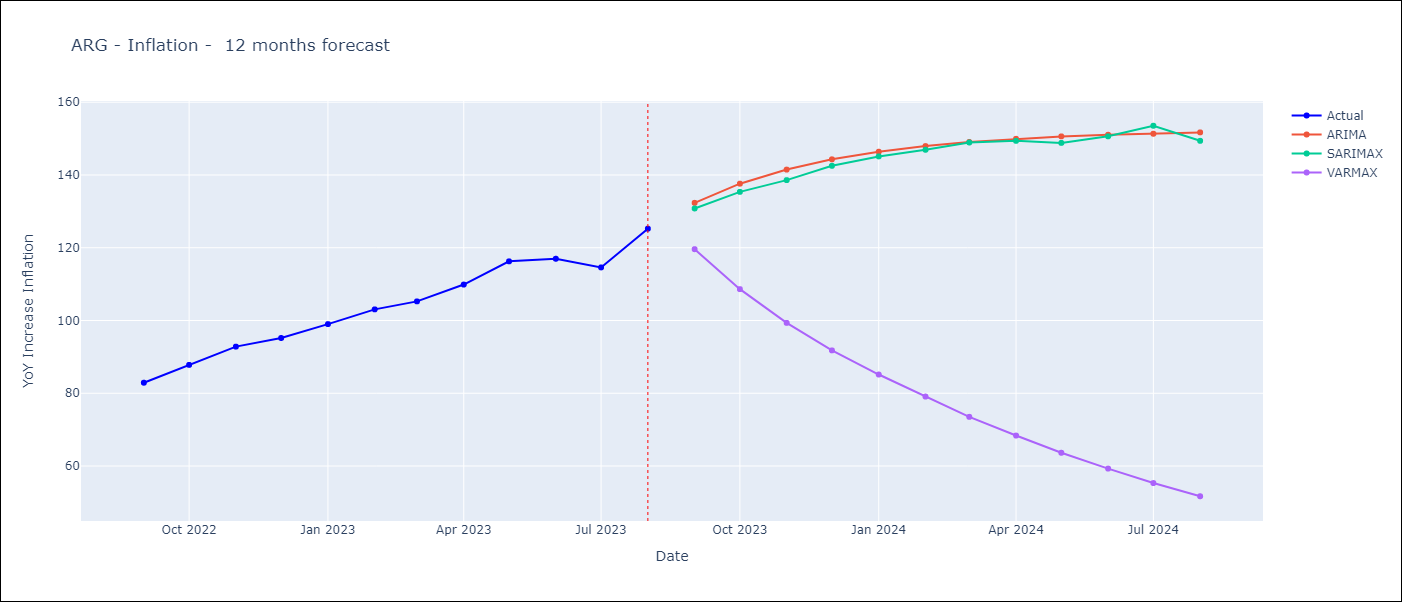 ARG - Inflation -  12 months forecast
160
140
120
100
80
60
YoY Increase Inflation
Oct 2022
Jan 2023
Apr 2023
Jul 2023
Oct 2023
Jan 2024
Apr 2024
Jul 2024
Date
Actual
ARIMA
SARIMAX
VARMAX